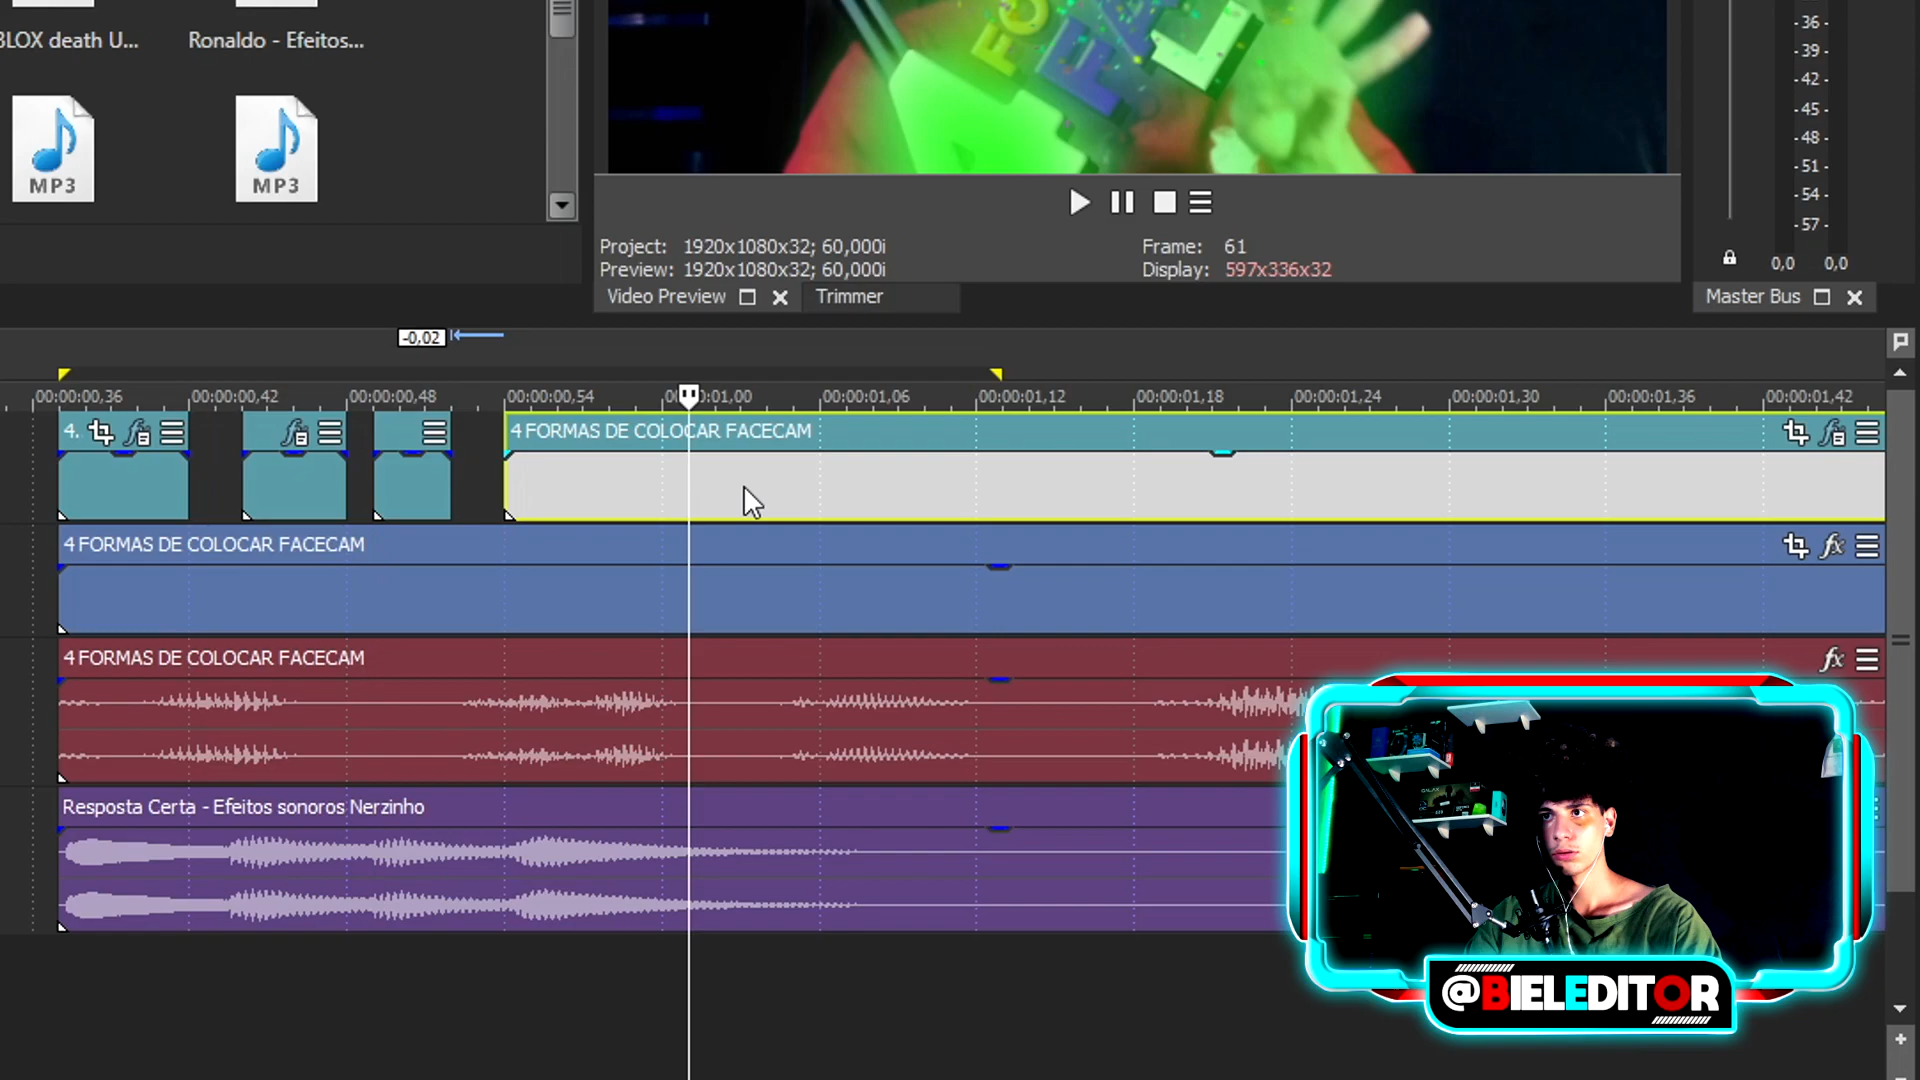 BLOX death U...
Ronaldo - Efeitos...
MP3
MP3
FO
EAL
-36-
-39-
-42-
-45-
-48-
-51-
-54-
-57-
0,0 0,0
Project: 1920x1080x32; 60,000i
Frame: 61
Preview: 1920x1080x32; 60,000i
Display: 597x336x32
Video Preview
Trimmer
Master Bus
-0,02
00:00:00,36 00:00:00,42 00:00:00,48 00:00:00,54 00:00:01,00 00:00:01,06 00:00:01,12 00:00:01,18 00:00:01,24 00:00:01,30 00:00:01,36 00:00:01,42
4.
4 FORMAS DE COLOCAR FACECAM
4 FORMAS DE COLOCAR FACECAM
fx
4 FORMAS DE COLOCAR FACECAM
fx
Resposta Certa - Efeitos sonoros Nerzinho
@BIELEDITOR